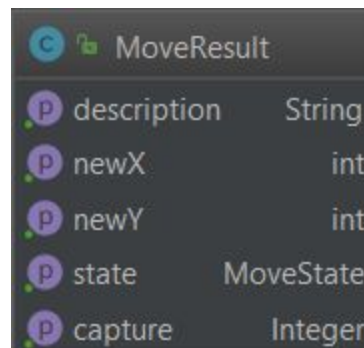 C MoveResult
p description String
p newX int
p newY int
p state MoveState
p capture Integer